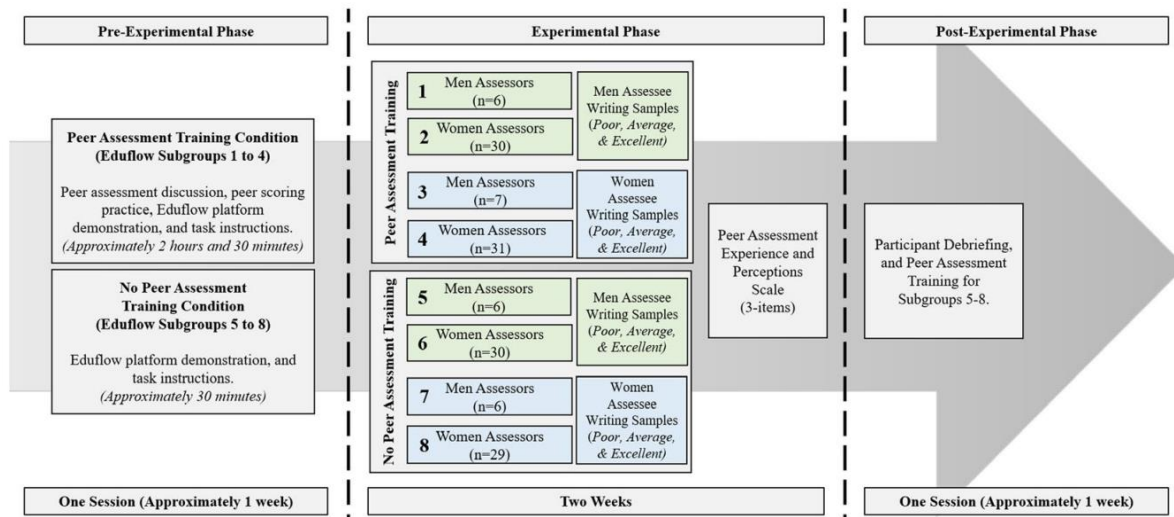 Pre-Experimental Phase
Experimental Phase
Post-Experimental Phase
Peer Assessment Training Condition
(Eduflow Subgroups 1 to 4)
Peer assessment discussion, peer scoring
practice, Eduflow platform
demonstration, and task instructions.
(Approximately 2 hours and 30 minutes)
No Peer Assessment
Training Condition
(Eduflow Subgroups 5 to 8)
Eduflow platform demonstration, and
task instructions.
(Approximately 30 minutes)
Peer Assessment Training
1 Men Assessors
(n=6)
2 Women Assessors
(n=30)
Men Assessee
Writing Samples
(Poor, Average,
& Excellent)
3 Men Assessors
(n=7)
4 Women Assessors
(n=31)
Women
Assessee
Writing Samples
(Poor, Average,
& Excellent)
No Peer Assessment Training
5 Men Assessors
(n=6)
6 Women Assessors
(n=30)
Men Assessee
Writing Samples
(Poor, Average,
& Excellent)
7 Men Assessors
(n=6)
8 Women Assessors
(n=29)
Women
Assessee
Writing Samples
(Poor, Average,
& Excellent)
Peer Assessment
Experience and
Perceptions
Scale
(3-items)
Participant Debriefing,
and Peer Assessment
Training for
Subgroups 5-8.
One Session (Approximately 1 week)
Two Weeks
One Session (Approximately 1 week)